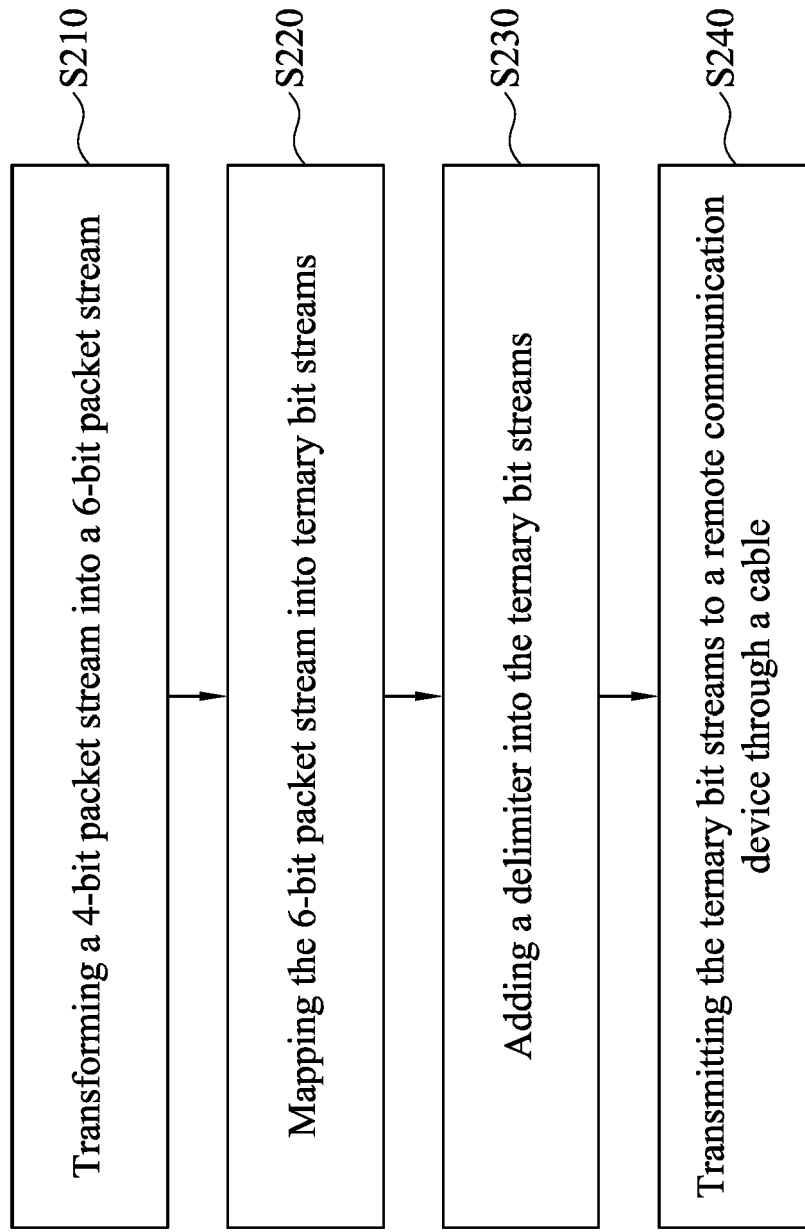 Transforming a 4-bit packet stream into a 6-bit packet stream
S210
Mapping the 6-bit packet stream into ternary bit streams
S220
Adding a delimiter into the ternary bit streams
S230
Transmitting the ternary bit streams to a remote communication
device through a cable
S240